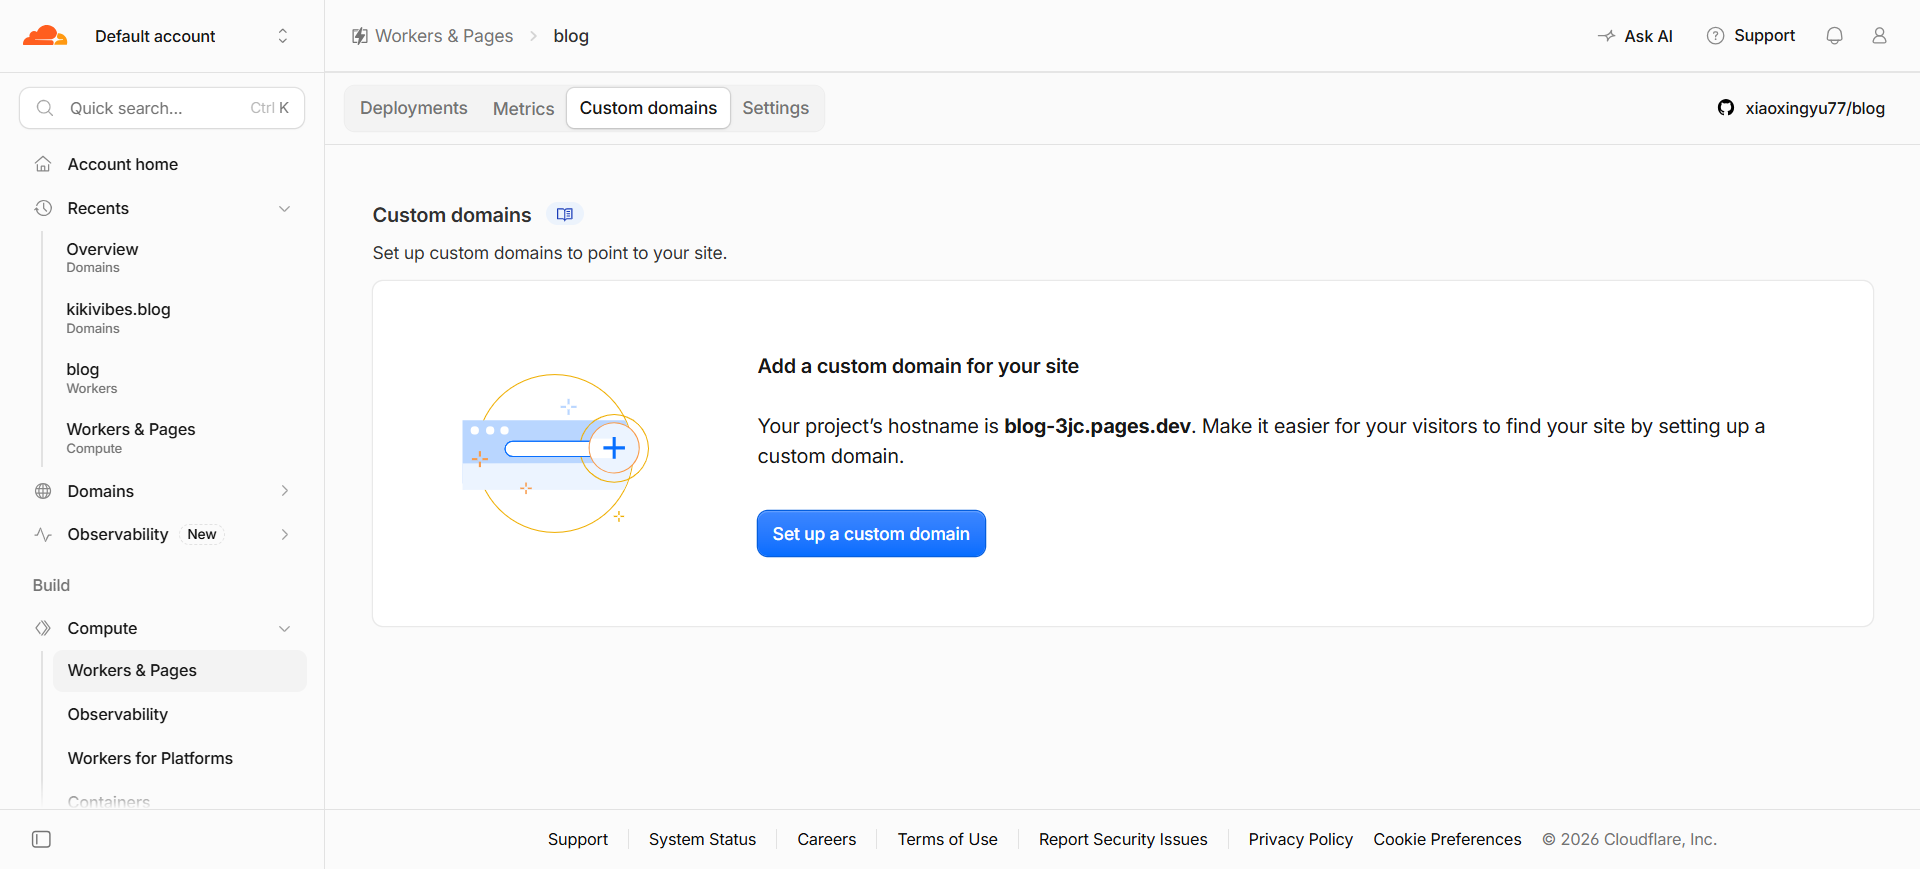 Default account
Workers & Pages
blog
Ask AI
Support
Quick search...
Ctrl K
Deployments
Metrics
Custom domains
Settings
xiaoxingyu77/blog
Account home
Recents
Overview
Domains
kikivibes.blog
Domains
blog
Workers
Workers & Pages
Compute
Domains
Observability
New
Build
Compute
Workers & Pages
Observability
Workers for Platforms
Containers
Custom domains
Set up custom domains to point to your site.
Add a custom domain for your site
Your project’s hostname is blog-3jc.pages.dev. Make it easier for your visitors to find your site by setting up a
custom domain.
Set up a custom domain
Support
System Status
Careers
Terms of Use
Report Security Issues
Privacy Policy
Cookie Preferences
© 2026 Cloudflare, Inc.